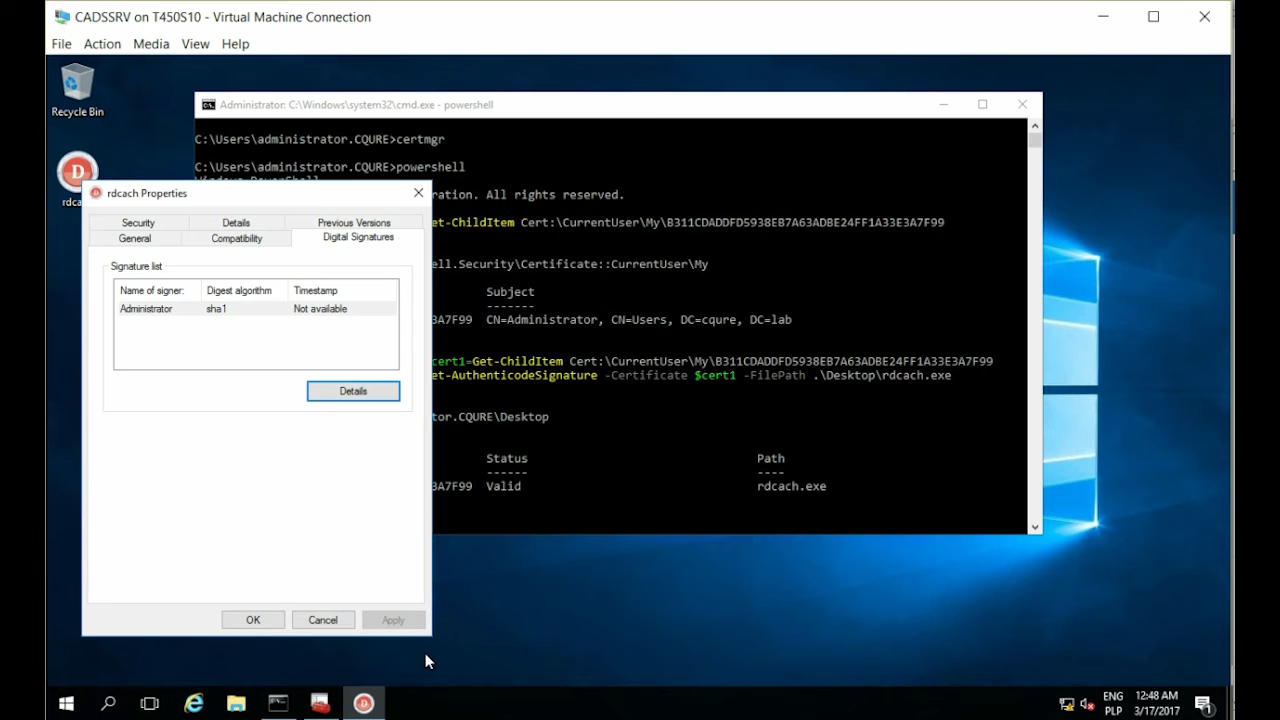 CADSSRV on T450S10 - Virtual Machine Connection
File Action Media View Help
Recycle Bin
Administrator: C:\Windows\system32\cmd.exe - powershell
C:\Users\administrator.CQURE>certmgr
C:\Users\administrator.CQURE>powershell
ration. All rights reserved.
et-ChildItem Cert:\CurrentUser\My\B311CDADDFD5938EB7A63ADBE24FF1A33E3A7F99
ell.Security\Certificate::CurrentUser\My
Subject
-------
3A7F99 CN=Administrator, CN=Users, DC=cqure, DC=lab
cert1=Get-ChildItem Cert:\CurrentUser\My\B311CDADDFD5938EB7A63ADBE24FF1A33E3A7F99
et-AuthenticodeSignature -Certificate $cert1 -FilePath .\Desktop\rdcach.exe
tor.CQURE\Desktop
Status Path
------ ----
3A7F99 Valid rdcach.exe
D
rdca
rdcach Properties
Security Details Previous Versions
General Compatibility Digital Signatures
Signature list
Name of signer: Digest algorithm Timestamp
Administrator sha1 Not available
Details
OK Cancel Apply
ENG 12:48 AM
PLP 3/17/2017
1